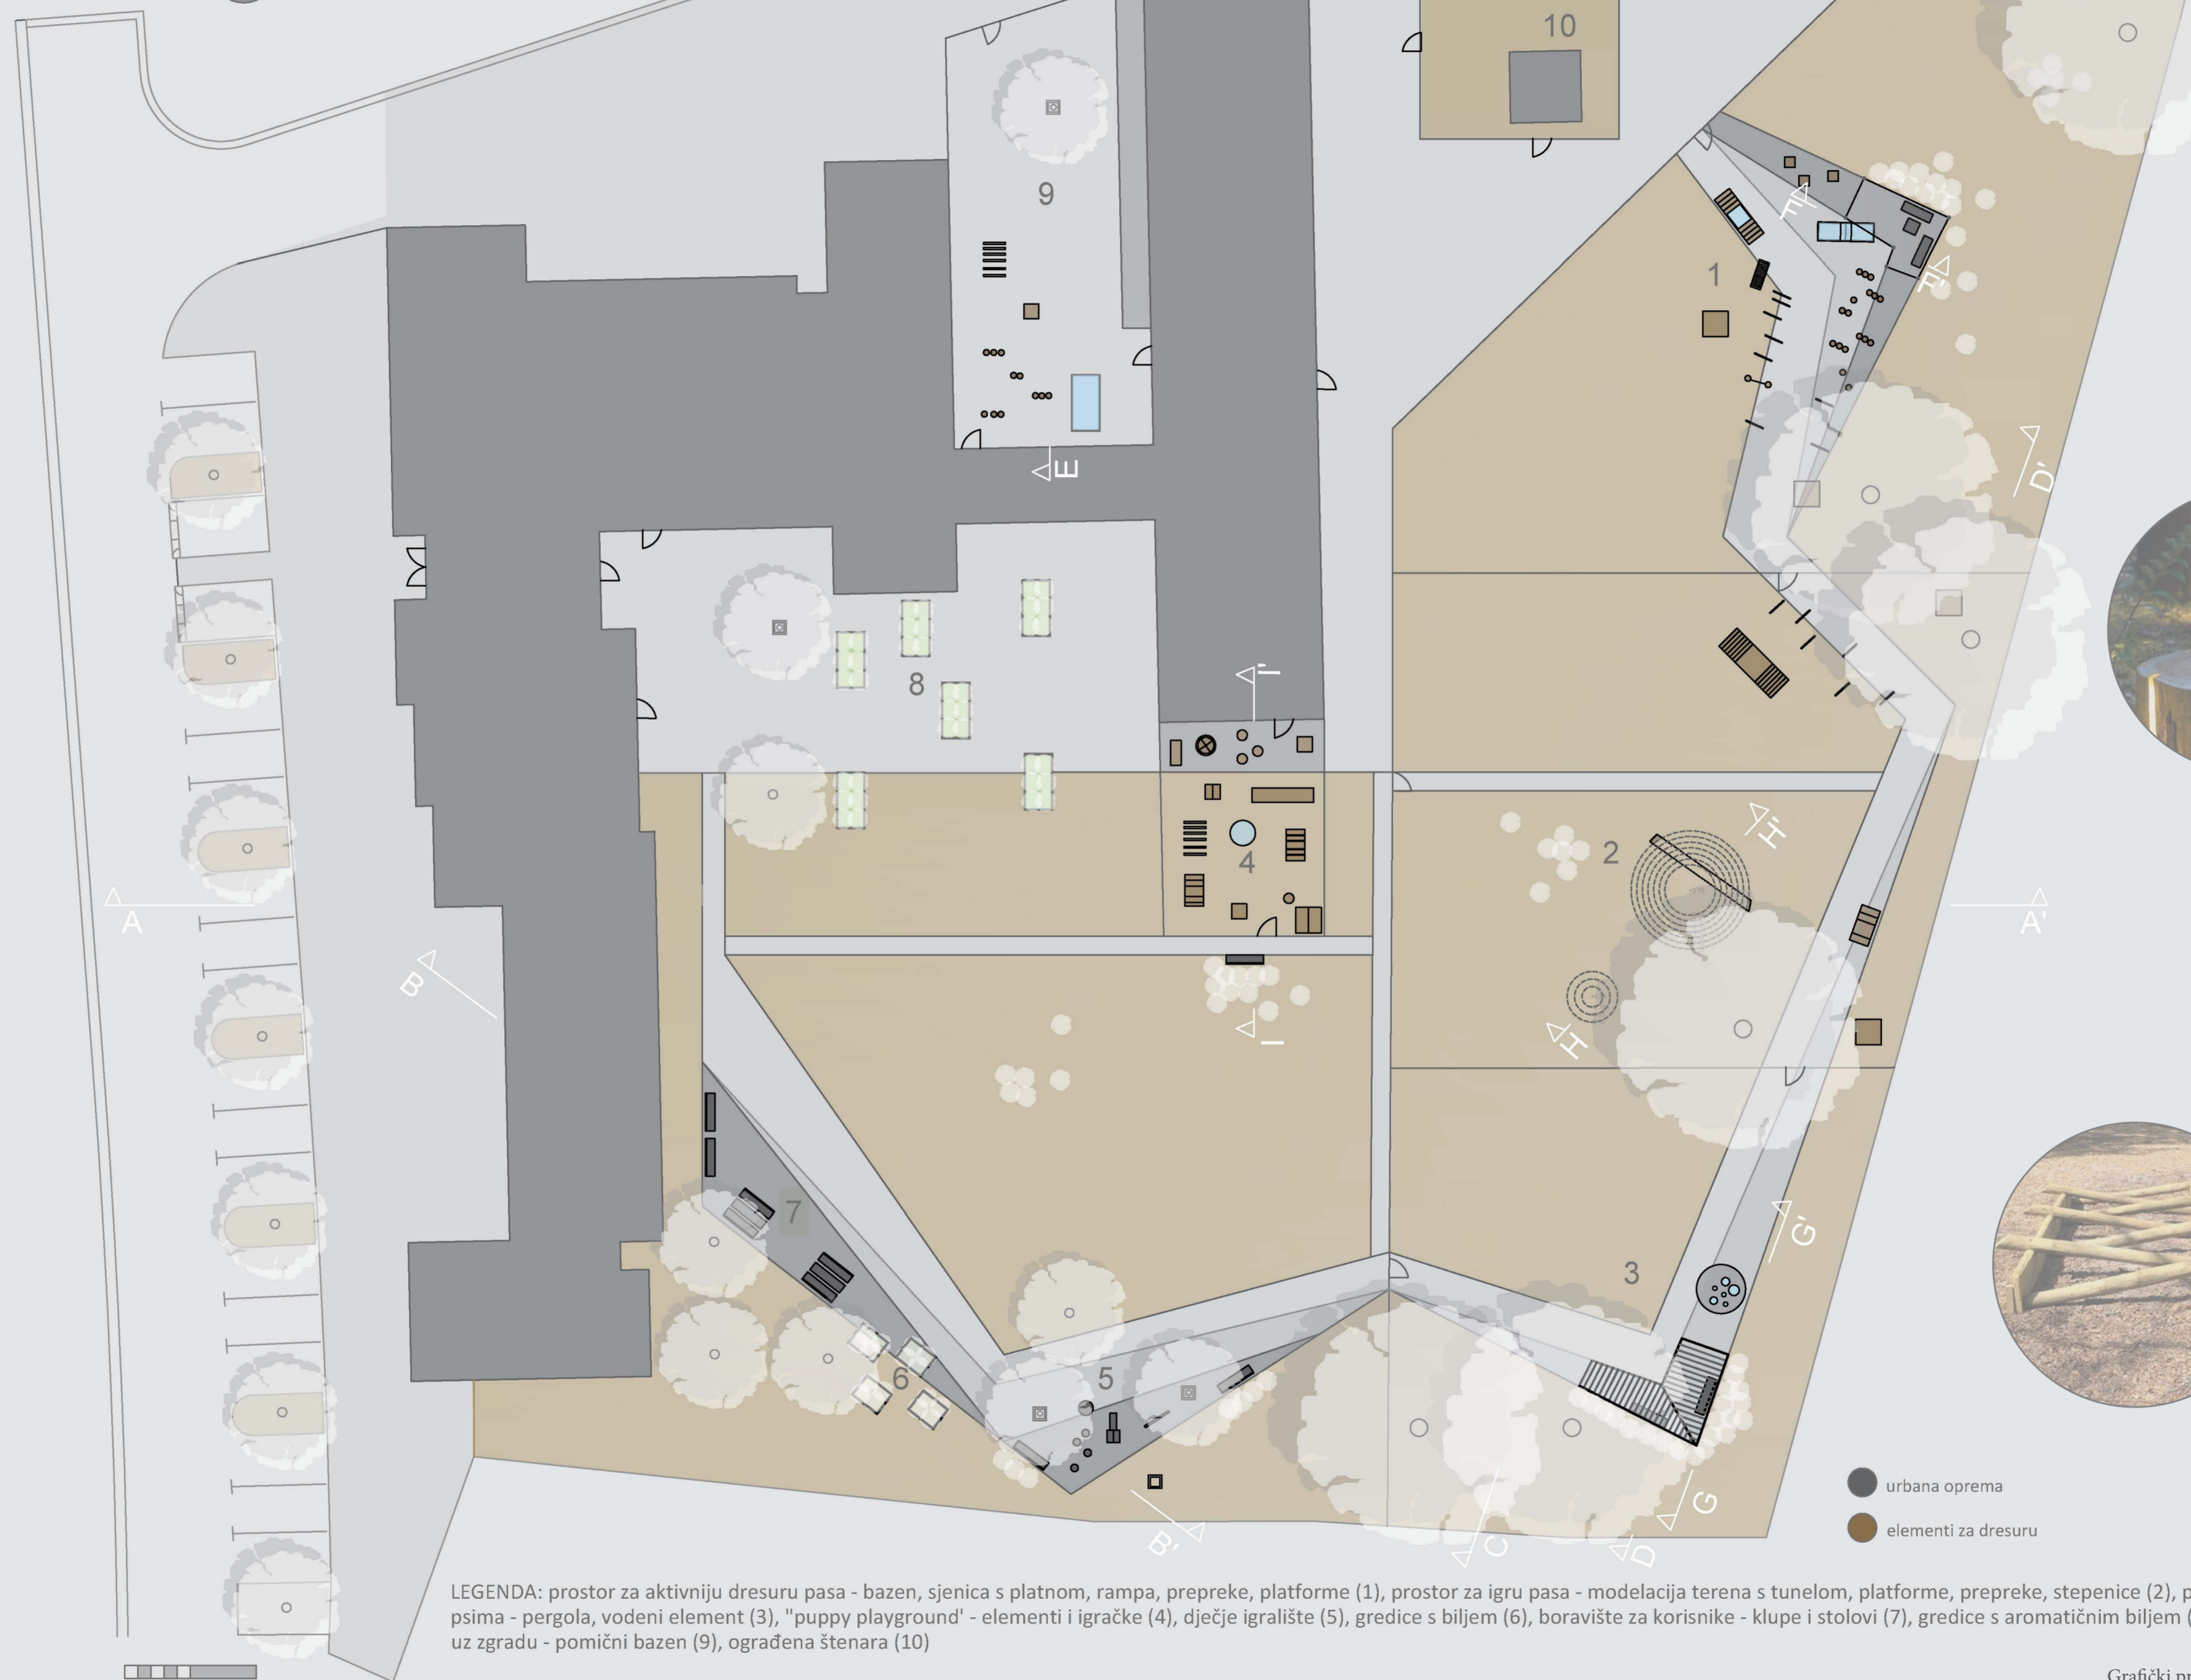 10
9
F
1
F'
E
D'
I'
8
H'
2
4
A
A'
B
H
I
7
G'
3
5
6
G
B'
C
D
urbana oprema
elementi za dresuru
LEGENDA: prostor za aktivniju dresuru pasa - bazen, sjenica s platnom, rampa, prepreke, platforme (1), prostor za igru pasa - modelacija terena s tunelom, platforme, prepreke, stepenice (2), p
psima - pergola, vodeni element (3), "puppy playground' - elementi i igračke (4), dječje igralište (5), gredice s biljem (6), boravište za korisnike - klupe i stolovi (7), gredice s aromatičnim biljem (
uz zgradu - pomični bazen (9), ograđena štenara (10)
Grafički pr